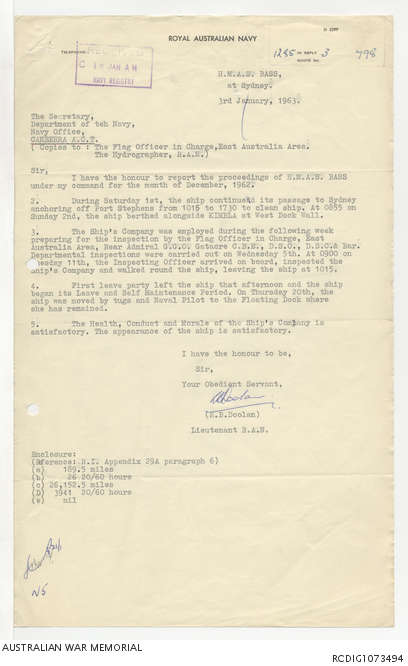 ROYAL AUSTRALIAN NAVY
TELEPHONE
IN REPLY
QUOTE NO.
1285 3 798
RECEIVED
JAN
NAVY REGISTRY
H.M.A.S. BASS,
at Sydney.
3rd January, 1963.
The Secretary,
Department of teh Navy,
Navy Office,
CANBERRA A.C.T.
( Copies to : The Flag Officer in Charge,East Australia Area.
The Hydrographer, R.A.N.)
Sir,
I have the honour to report the proceedings of H.M.A.S. BASS
under my command for the month of December, 1962.
2. During Saturday 1st, the ship continued its passage to Sydney
anchoring off Port Stephens from 1015 to 1730 to clean ship. At 0855 on
Sunday 2nd, the ship berthed alongside KIMBLA at West Dock Wall.
3. The Ship's Company was employed during the following week
preparing for the inspection by the Flag Officer in Charge, East
Australia Area, Rear Admiral G.G.O. Gatacre C.B.E., D.S.O., D.S.C.& Bar.
Departmental inspections were carried out on Wednesday 5th. At 0900 on
Tuesday 11th, the Inspecting Officer arrived on board, inspected the
Ship's Company and walked round the ship, leaving the ship at 1015.
4. First leave party left the ship that afternoon and the ship
began its Leave and Self Maintenance Period. On Thursday 20th, the ship
was moved by tugs and Naval Pilot to the Floating Dock where
she has remained.
5. The Health, Conduct and Morale of the Ship's Company is
satisfactory. The appearance of the ship is satisfactory.
I have the honour to be,
Sir,
Your Obedient Servant,
(K.B.Doolan)
Lieutenant R.A.N.
Enclosure:
(Reference: R.I. Appendix 29A paragraph 6)
(a) 189.5 miles
(b) 26 20/60 hours
(c) 26,152.5 miles
(D) 3941 20/60 hours
(e) nil
NS
AUSTRALIAN WAR MEMORIAL
RCDIG1073494